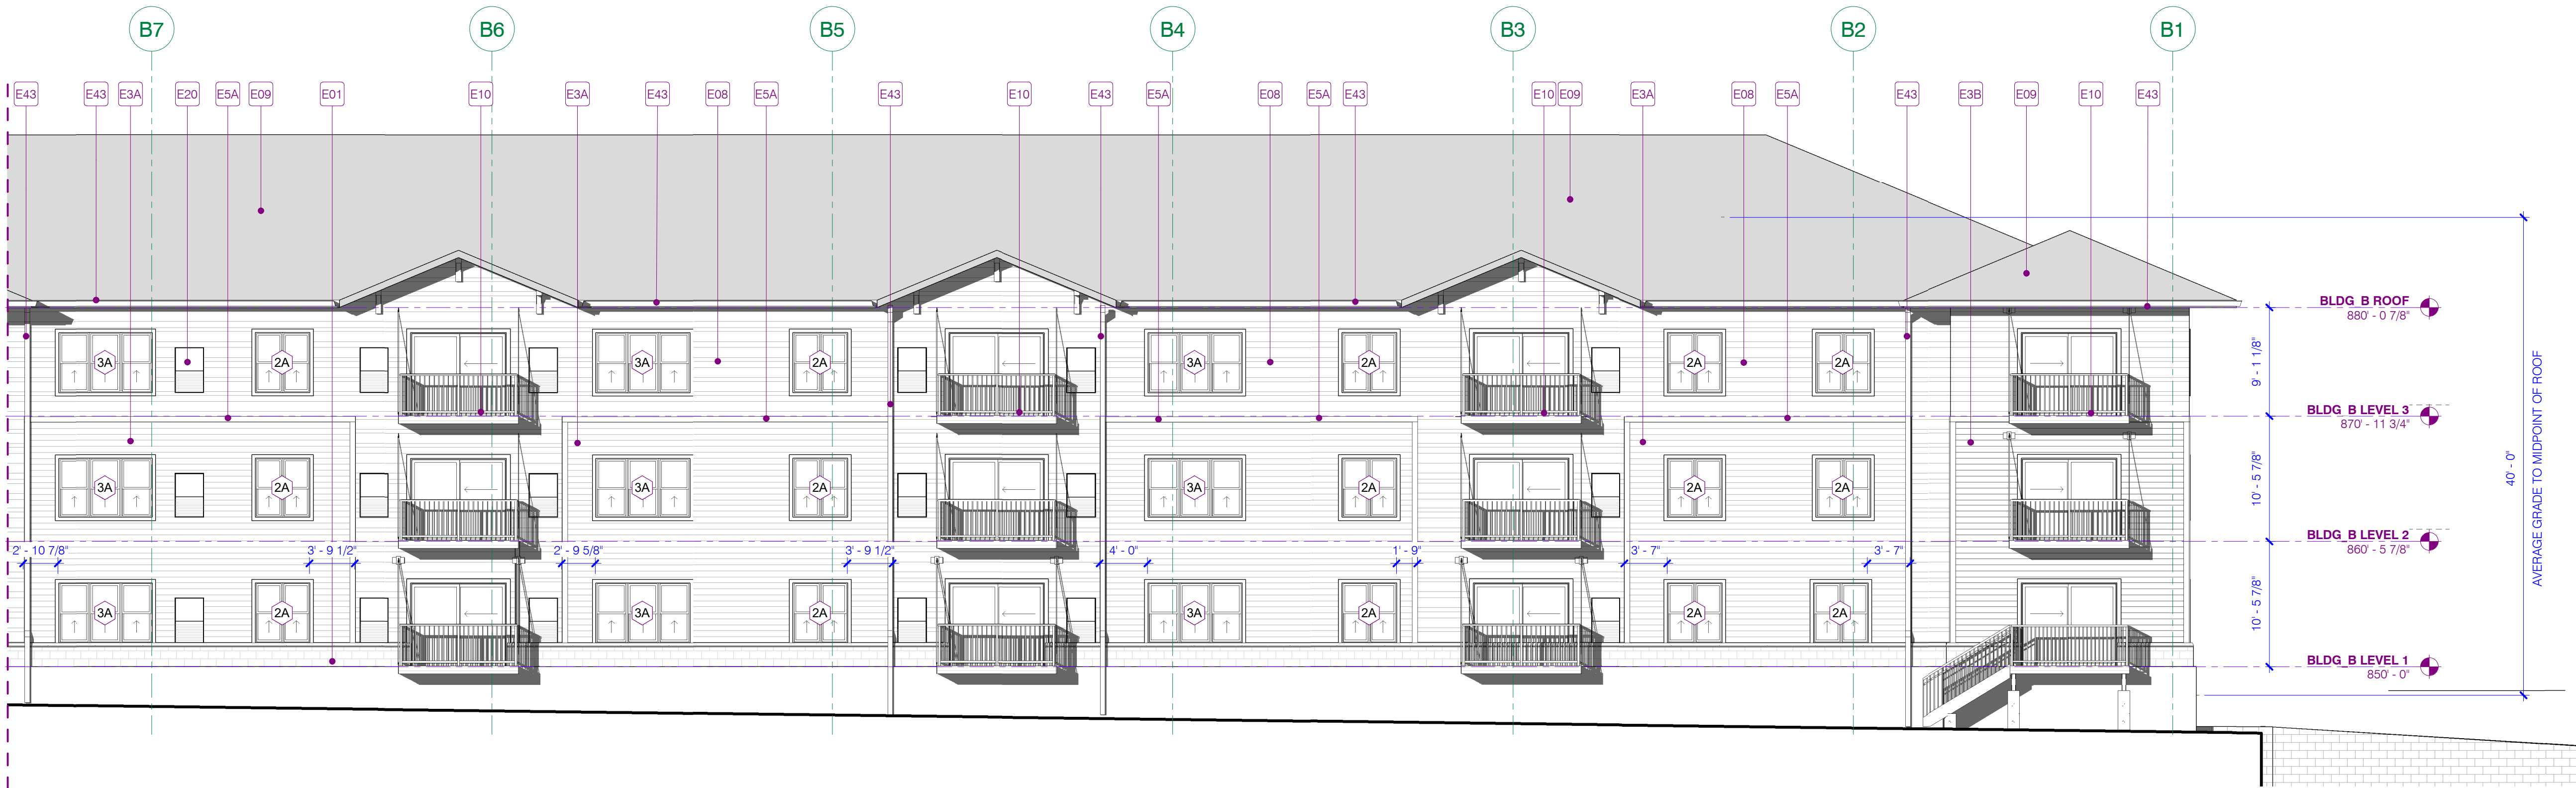 B7 B6 B5 B4 B3 B2 B1
E43 E43 E3A E20 E5A E09 E01 E10 E3A E43 E08 E5A E43 E10 E43 E5A E08 E5A E43 E10 E09 E3A E08 E5A E43 E3B E09 E10 E43
BLDG_B ROOF
880' - 0 7/8"
9' - 1 1/8"
3A 2A 3A 2A 3A 2A 2A 2A
BLDG_B LEVEL 3
870' - 11 3/4"
40' - 0"
AVERAGE GRADE TO MIDPOINT OF ROOF
10' - 5 7/8"
3A 2A 3A 2A 3A 2A 2A 2A
BLDG_B LEVEL 2
860' - 5 7/8"
2' - 10 7/8" 3' - 9 1/2" 2' - 9 5/8" 3' - 9 1/2" 4' - 0" 1' - 9" 3' - 7" 3' - 7"
10' - 5 7/8"
3A 2A 3A 2A 3A 2A 2A 2A
BLDG_B LEVEL 1
850' - 0"